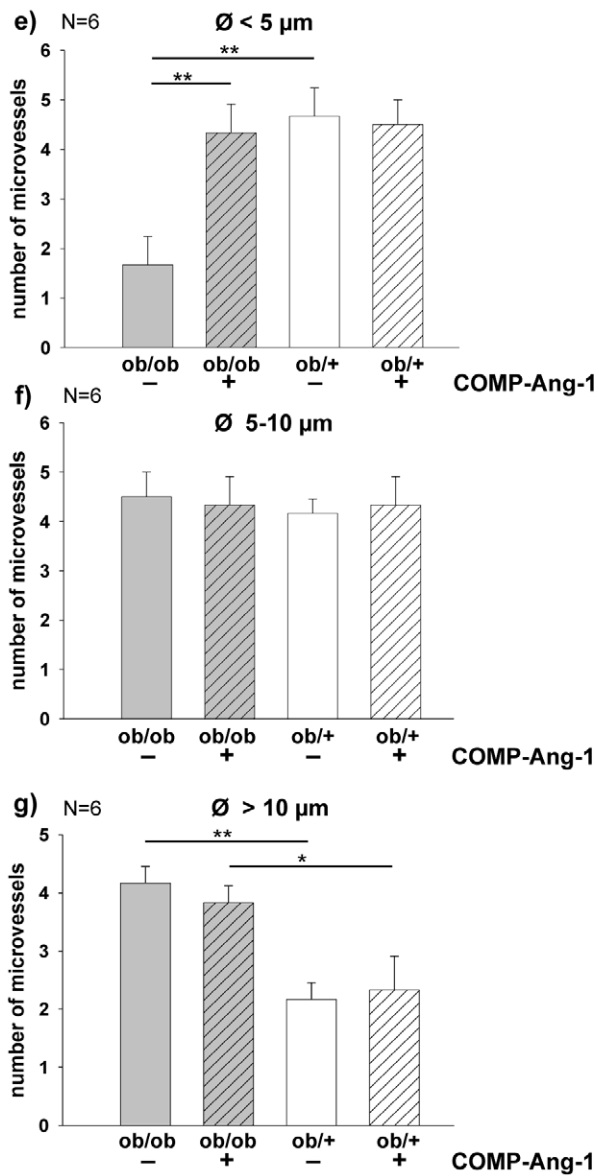 e) N=6 Ø < 5 µm
**
**
number of microvessels
6
5
4
3
2
1
0
ob/ob ob/ob ob/+ ob/+
– + – + COMP-Ang-1
f) N=6
Ø 5-10 µm
number of microvessels
6
5
4
3
2
1
0
ob/ob ob/ob ob/+ ob/+
– + – + COMP-Ang-1
g) N=6 Ø > 10 µm
**
*
number of microvessels
5
4
3
2
1
0
ob/ob ob/ob ob/+ ob/+
– + – + COMP-Ang-1